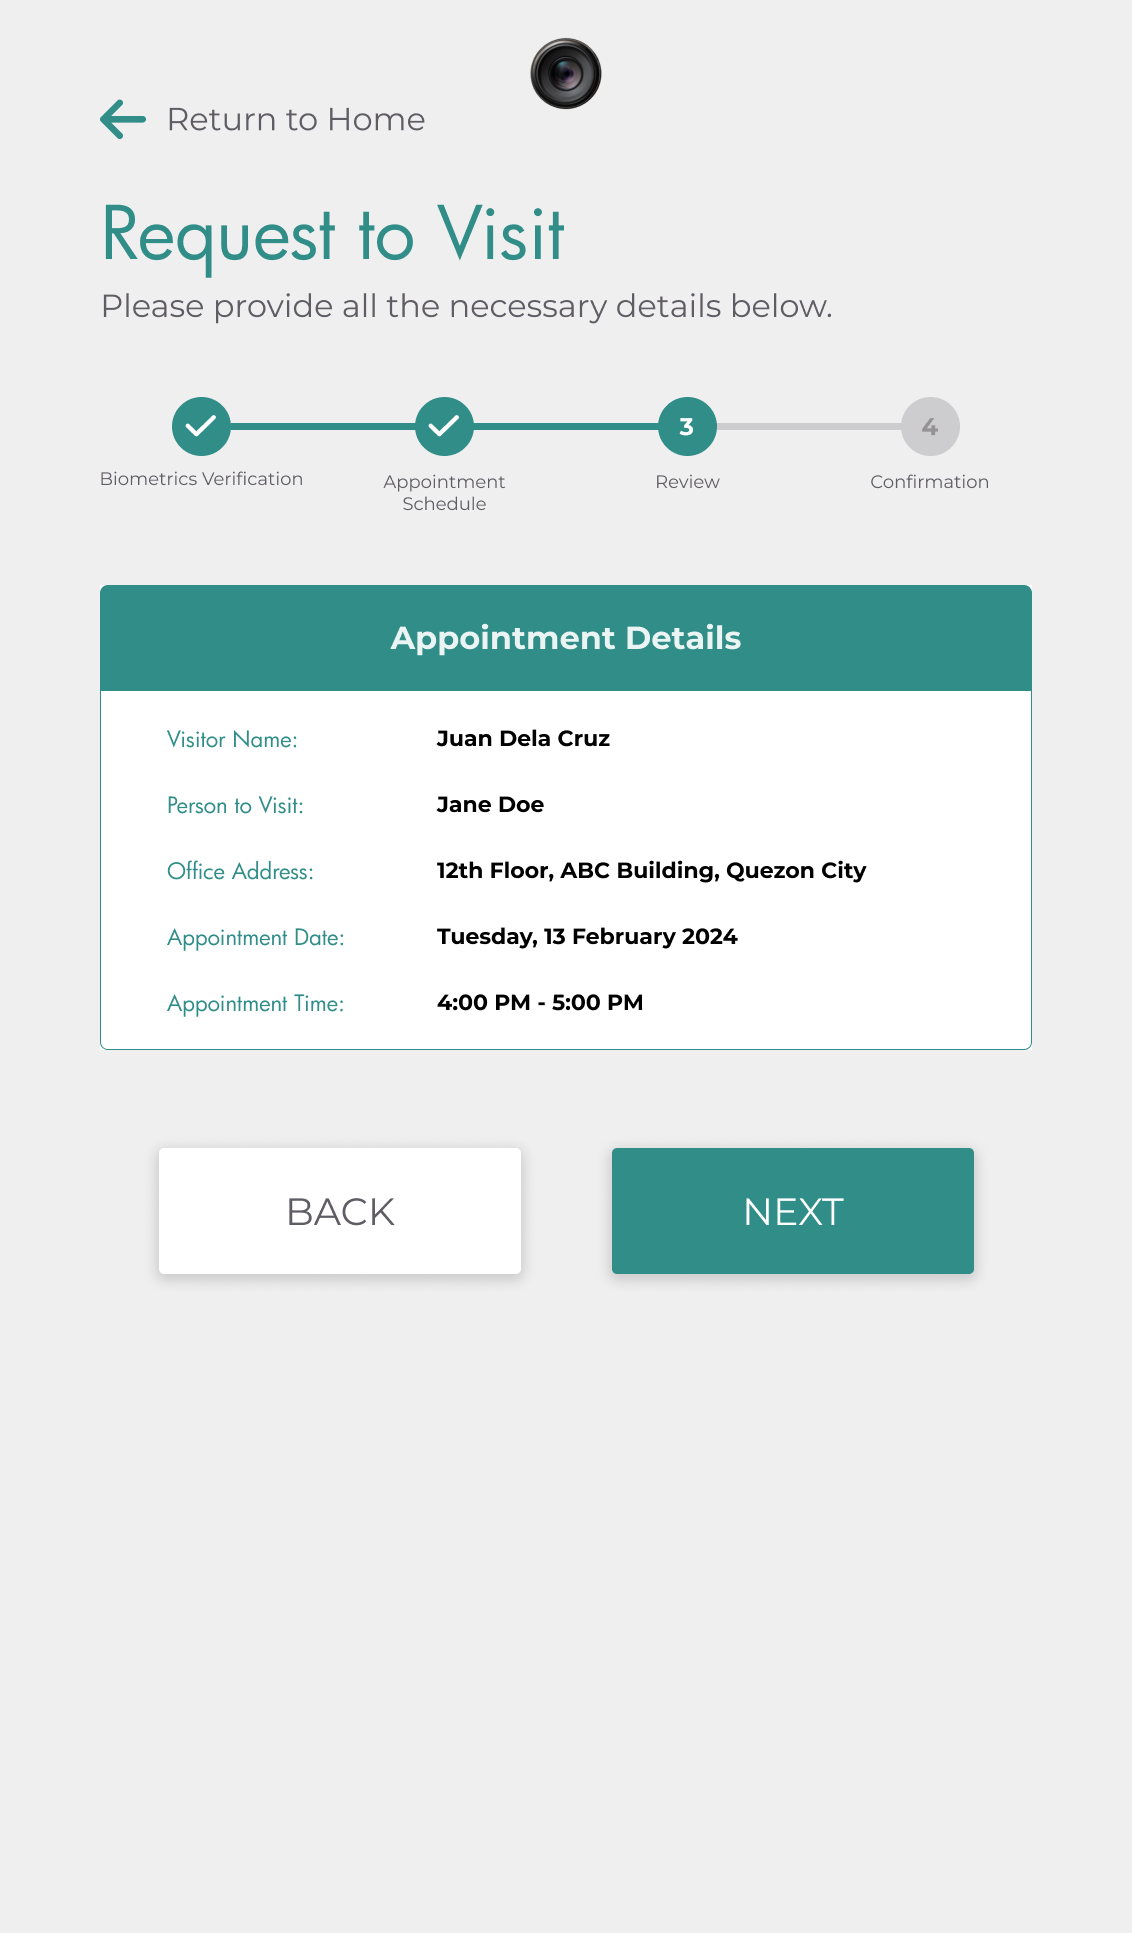 Return to Home
Request to Visit
Please provide all the necessary details below.
3
4
Biometrics Verification
Appointment
Schedule
Review
Confirmation
Appointment Details
Visitor Name: Juan Dela Cruz
Person to Visit: Jane Doe
Office Address: 12th Floor, ABC Building, Quezon City
Appointment Date: Tuesday, 13 February 2024
Appointment Time: 4:00 PM - 5:00 PM
BACK
NEXT